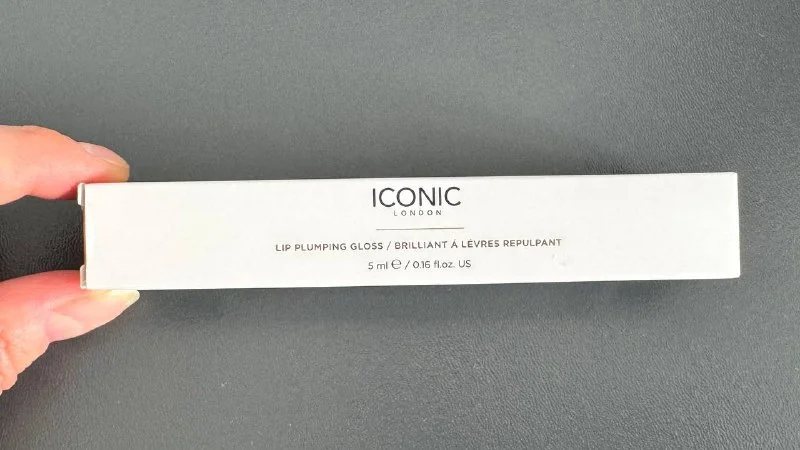 ICONIC
LONDON
LIP PLUMPING GLOSS / BRILLIANT À LÈVRES REPULPANT
5 ml ℮ / 0.16 fl.oz. US